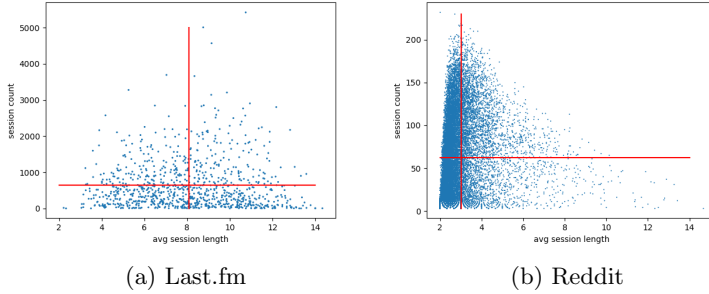 5000
4000
3000
2000
1000
0
session count
2 4 6 8 10 12 14
avg session length
200
150
100
50
0
session count
2 4 6 8 10 12 14
avg session length
(a) Last.fm
(b) Reddit